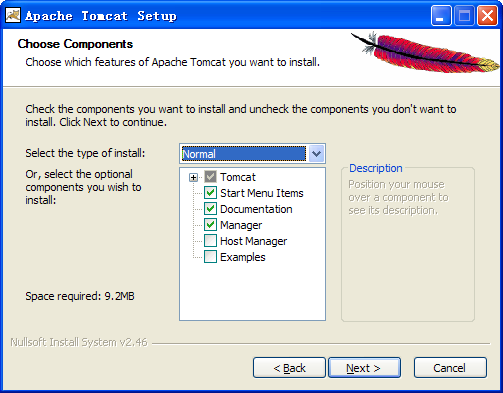 Apache Tomcat Setup
Choose Components
Choose which features of Apache Tomcat you want to install.
Check the components you want to install and uncheck the components you don't want to
install. Click Next to continue.
Select the type of install:
Normal
Or, select the optional
components you wish to
install:
Tomcat
Start Menu Items
Documentation
Manager
Host Manager
Examples
Description
Position your mouse
over a component to
see its description.
Space required: 9.2MB
Nullsoft Install System v2.46
< Back
Next >
Cancel